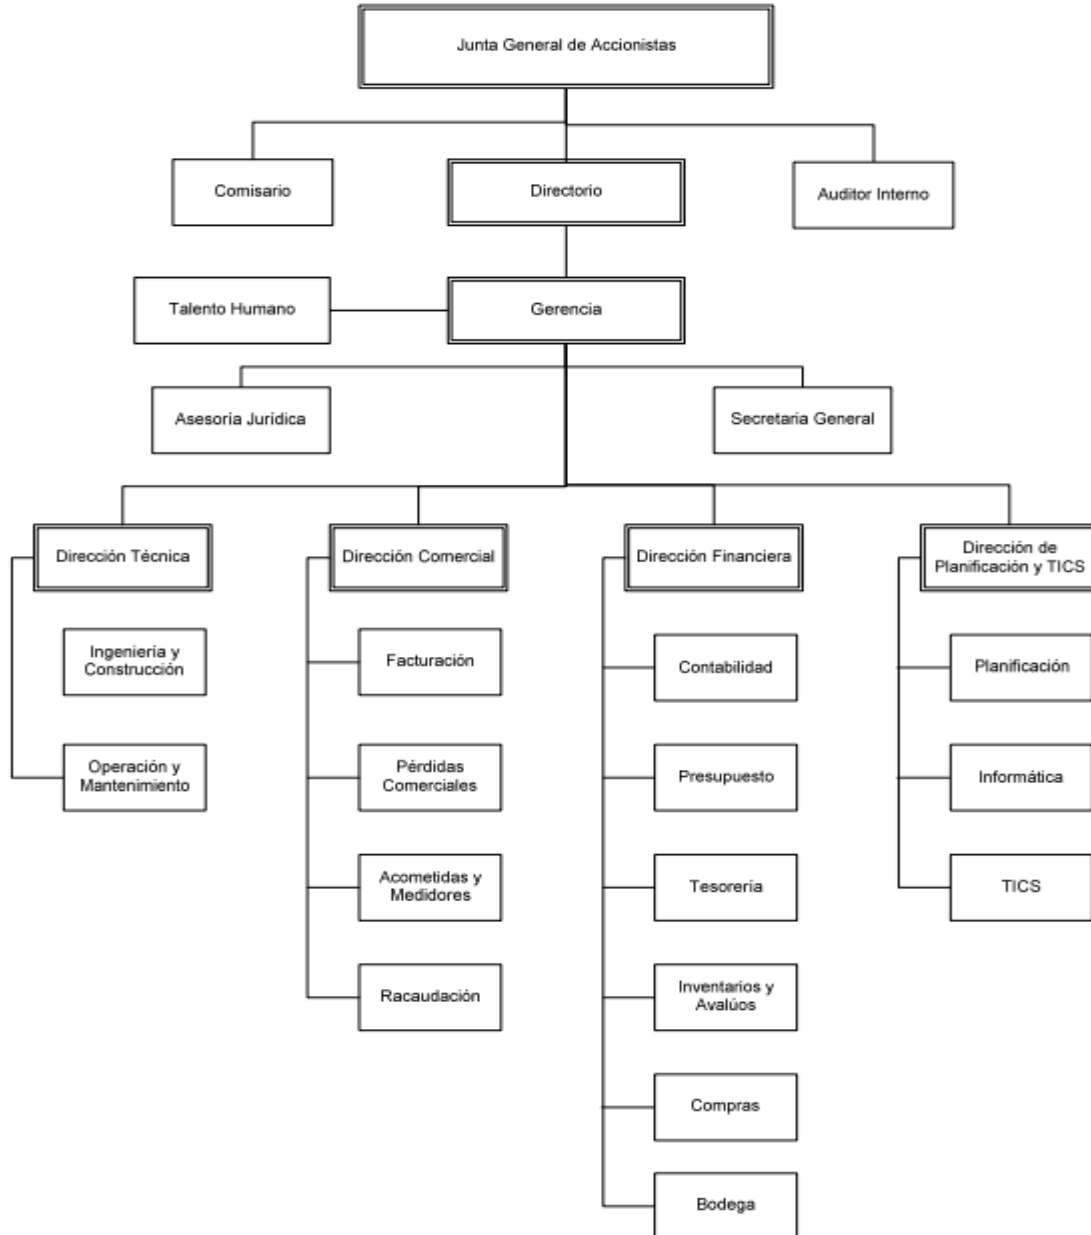 Junta General de Accionistas
Comisario
Directorio
Auditor Interno
Talento Humano
Gerencia
Asesoría Jurídica
Secretaria General
Dirección Técnica
Dirección Comercial
Dirección Financiera
Dirección de
Planificación y TICS
Ingeniería y
Construcción
Facturación
Contabilidad
Planificación
Operación y
Mantenimiento
Pérdidas
Comerciales
Presupuesto
Informática
Acometidas y
Medidores
Tesorería
TICS
Racaudación
Inventarios y
Avalúos
Compras
Bodega